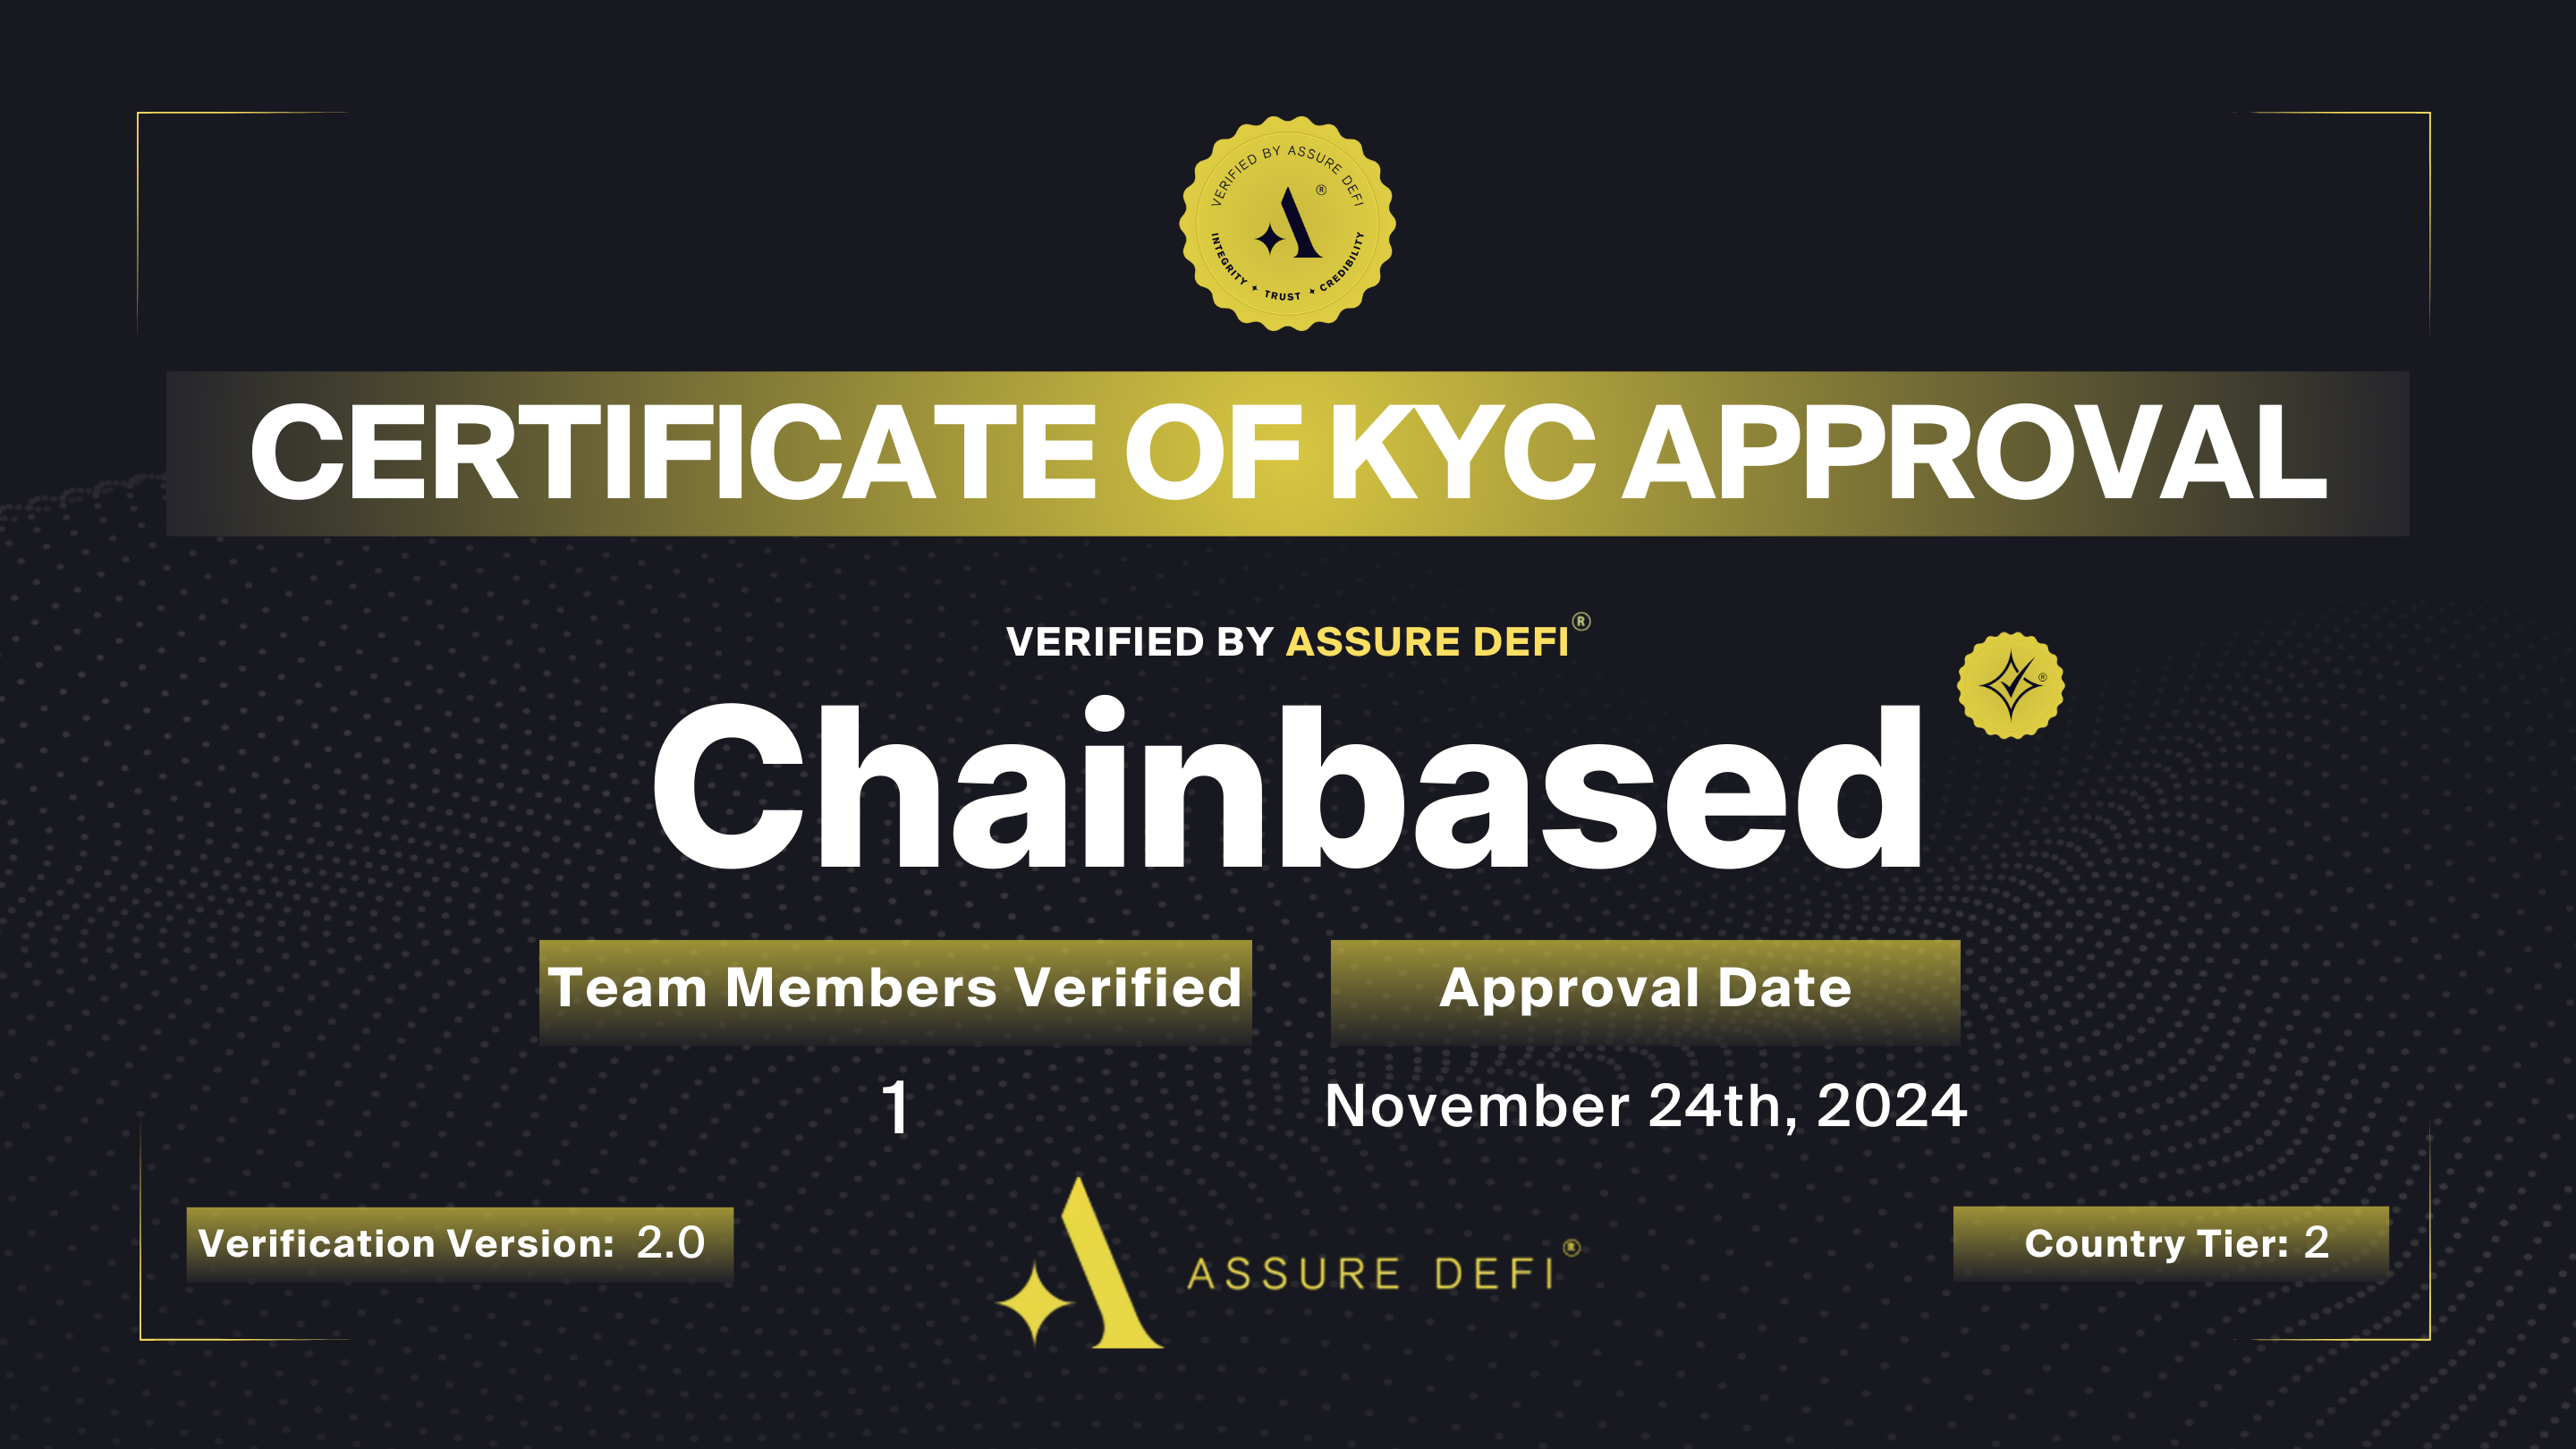 VERIFIED BY ASSURE DEFI
A ®
INTEGRITY ✦ TRUST ✦ CREDIBILITY
CERTIFICATE OF KYC APPROVAL
VERIFIED BY ASSURE DEFI®
®
Chainbased
Team Members Verified
1
Approval Date
November 24th, 2024
Verification Version: 2.0
ASSURE DEFI®
Country Tier: 2